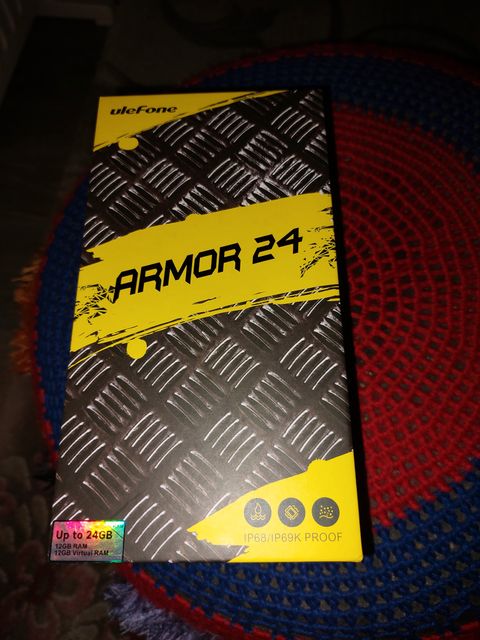 uleFone
ARMOR 24
IP68/IP69K PROOF
Up to 24GB
12GB RAM
12GB Virtual RAM